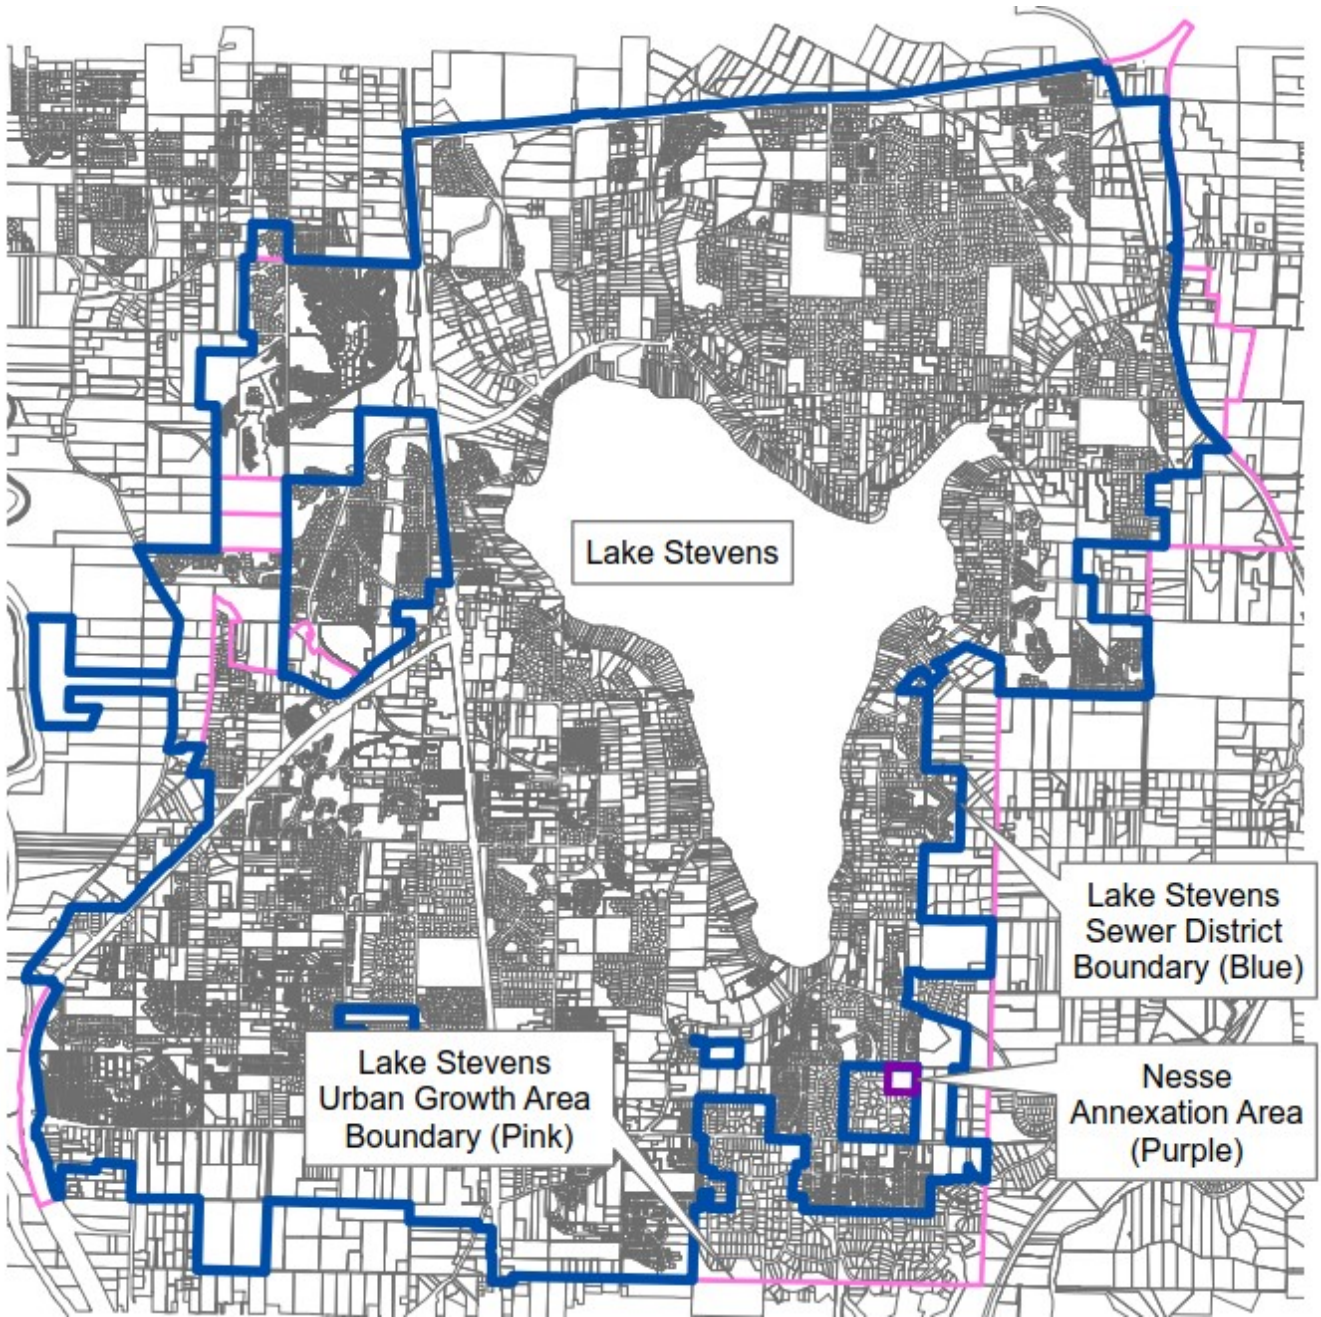 Lake Stevens
Lake Stevens
Sewer District
Boundary (Blue)
Lake Stevens
Urban Growth Area
Boundary (Pink)
Nesse
Annexation Area
(Purple)